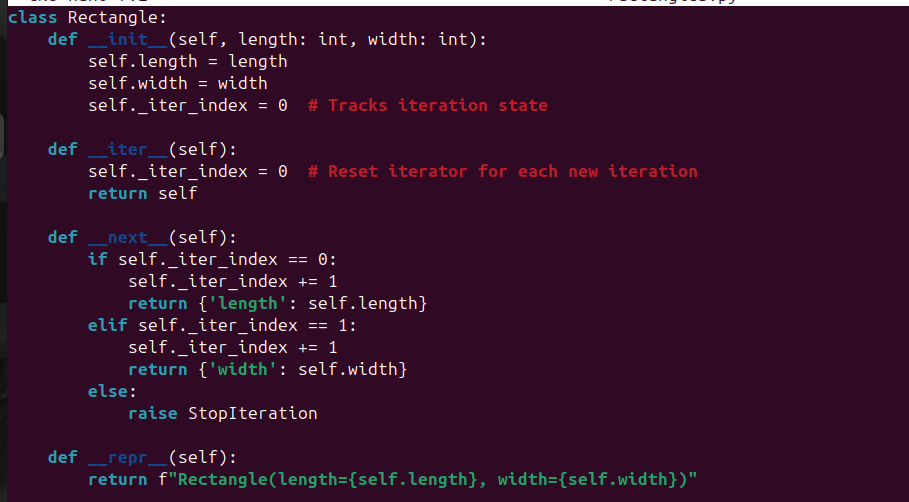 class Rectangle:
    def __init__(self, length: int, width: int):
        self.length = length
        self.width = width
        self._iter_index = 0  # Tracks iteration state

    def __iter__(self):
        self._iter_index = 0  # Reset iterator for each new iteration
        return self

    def __next__(self):
        if self._iter_index == 0:
            self._iter_index += 1
            return {'length': self.length}
        elif self._iter_index == 1:
            self._iter_index += 1
            return {'width': self.width}
        else:
            raise StopIteration

    def __repr__(self):
        return f"Rectangle(length={self.length}, width={self.width})"